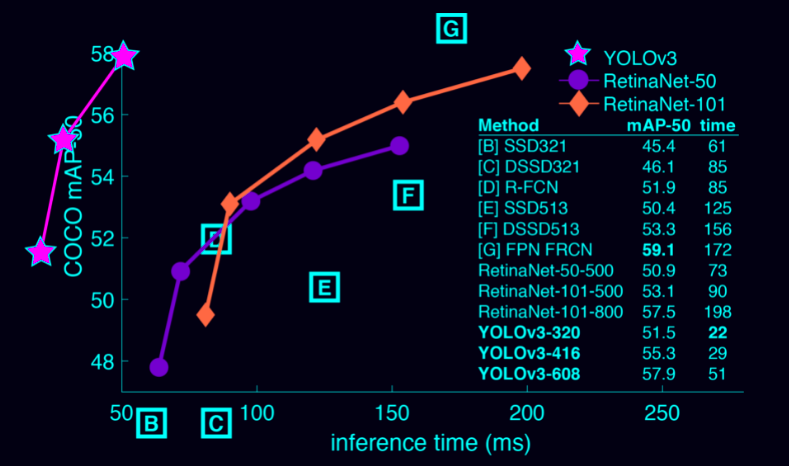 G
58
YOLOv3
RetinaNet-50
RetinaNet-101
56
Method mAP-50 time
[B] SSD321 45.4 61
[C] DSSD321 46.1 85
[D] R-FCN 51.9 85
[E] SSD513 50.4 125
[F] DSSD513 53.3 156
[G] FPN FRCN 59.1 172
RetinaNet-50-500 50.9 73
RetinaNet-101-500 53.1 90
RetinaNet-101-800 57.5 198
YOLOv3-320 51.5 22
YOLOv3-416 55.3 29
YOLOv3-608 57.9 51
COCO mAP-50
54
F
52
D
E
50
48
50 100 150 200 250
B C
inference time (ms)